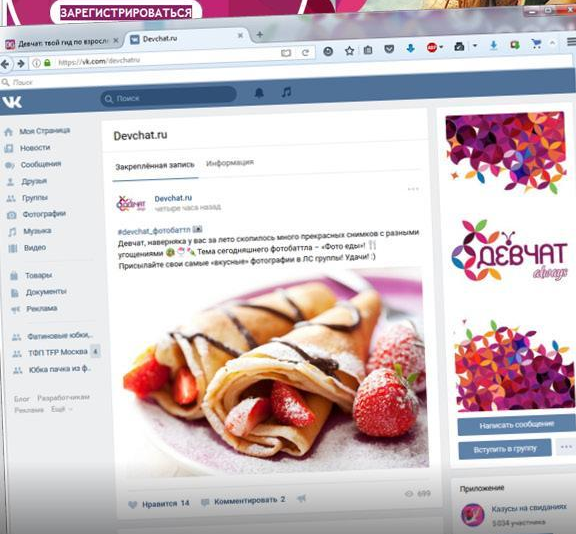 ЗАРЕГИСТРИРОВАТЬСЯ
Девчат: твой гид по взросл
Devchat.ru
https://vk.com/devchatru
Поиск
Поиск
Devchat.ru
Закреплённая запись
Информация
Моя Страница
Новости
Сообщения
Друзья
Группы
Фотографии
Музыка
Видео
Товары
Документы
Реклама
Фатиновые юбки,..
ТФП TFP Москва 4
Юбка пачка из ф..
Блог Разработчикам
Реклама Ещё
Devchat.ru
четыре часа назад
#devchat_фотобаттл
Девчат, наверняка у вас за лето скопилось много прекрасных снимков с разными
угощениями Тема сегодняшнего фотобаттла – «Фото еды»!
Присылайте свои самые «вкусные» фотографии в ЛС группы! Удачи! :)
Нравится 14
Комментировать 2
699
ДЕВЧАТ
always
Написать сообщение
Вступить в группу
Приложение
Казусы на свиданиях
5 034 участника